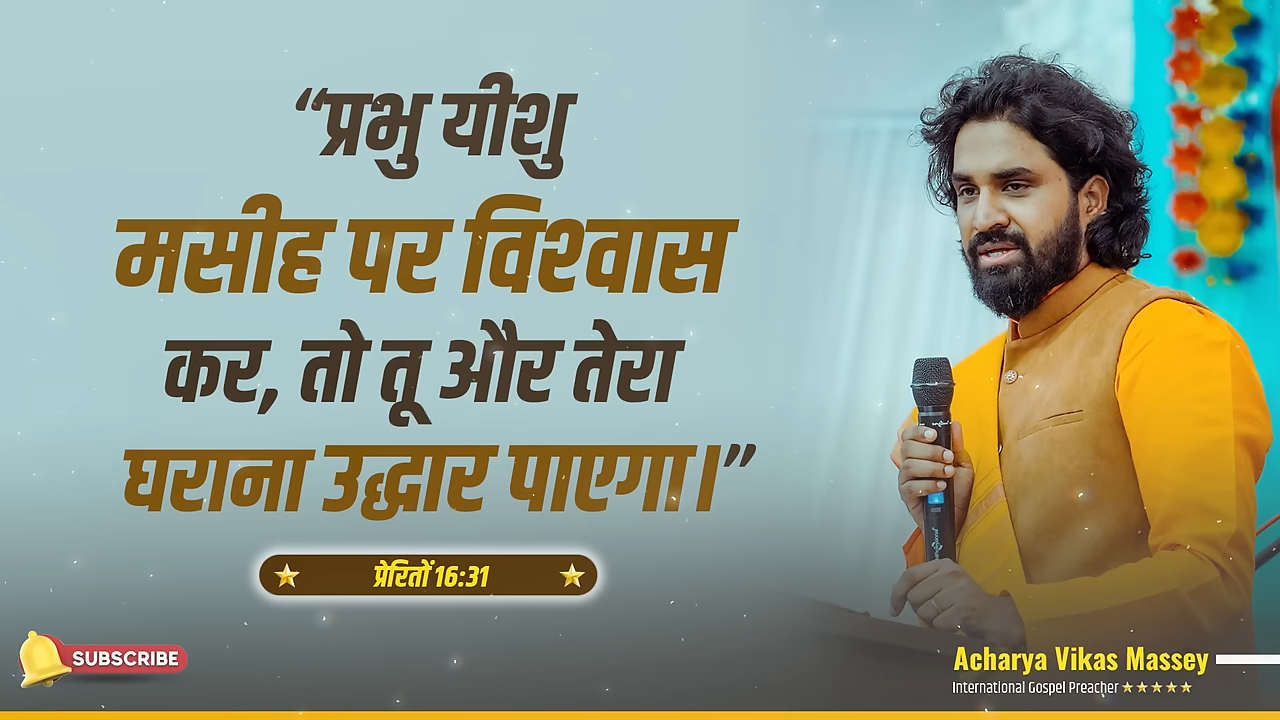 “प्रभु यीशु
मसीह पर विश्वास
कर, तो तू और तेरा
घराना उद्धार पाएगा।”
प्रेरितों 16:31
SUBSCRIBE
Acharya Vikas Massey
International Gospel Preacher